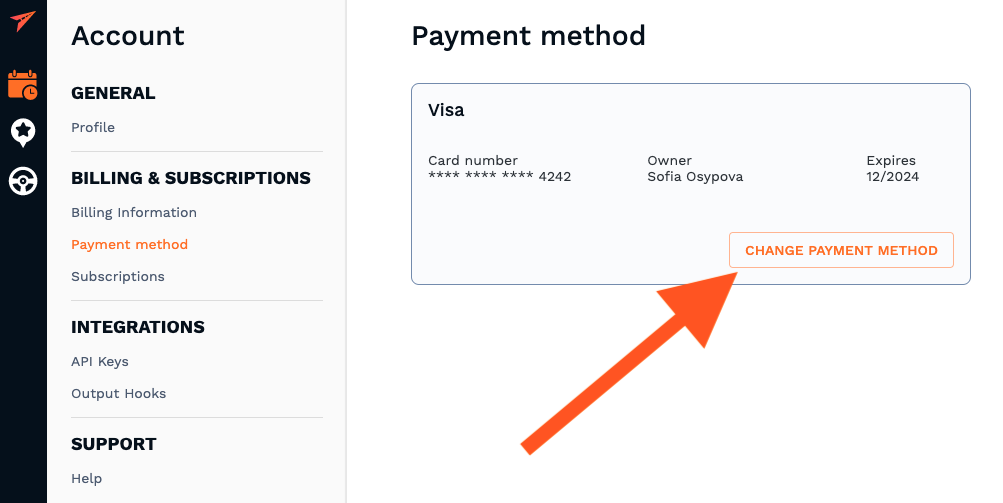 Account
GENERAL
Profile
BILLING & SUBSCRIPTIONS
Billing Information
Payment method
Subscriptions
INTEGRATIONS
API Keys
Output Hooks
SUPPORT
Help
Payment method
Visa
Card number Owner Expires
**** **** **** 4242 Sofia Osypova 12/2024
CHANGE PAYMENT METHOD